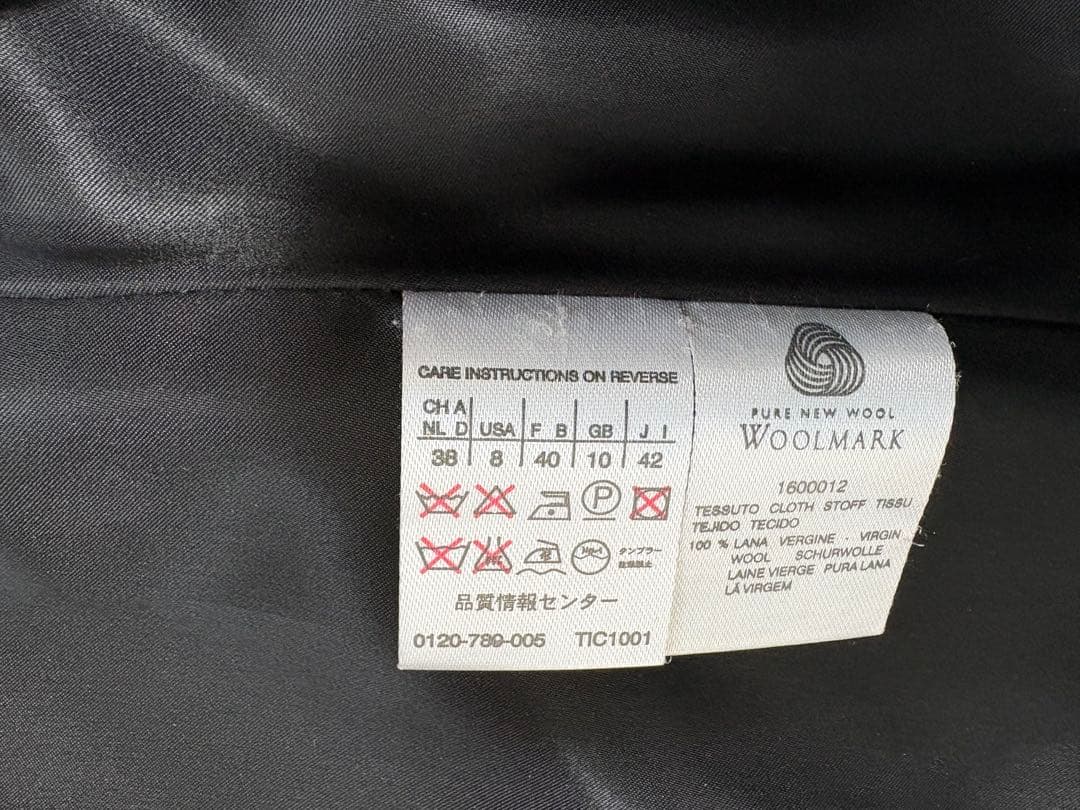 CARE INSTRUCTIONS ON REVERSE
CH A
NL D USA F B GB J I
38 8 40 10 42
P
タンブラー
乾燥禁止
品質情報センター
0120-789-005 TIC1001
PURE NEW WOOL
WOOLMARK
1600012
TESSUTO CLOTH STOFF TISSU
TEJIDO TECIDO
100 % LANA VERGINE - VIRGIN
WOOL SCHURWOLLE
LAINE VIERGE PURA LANA
LÃ VIRGEM